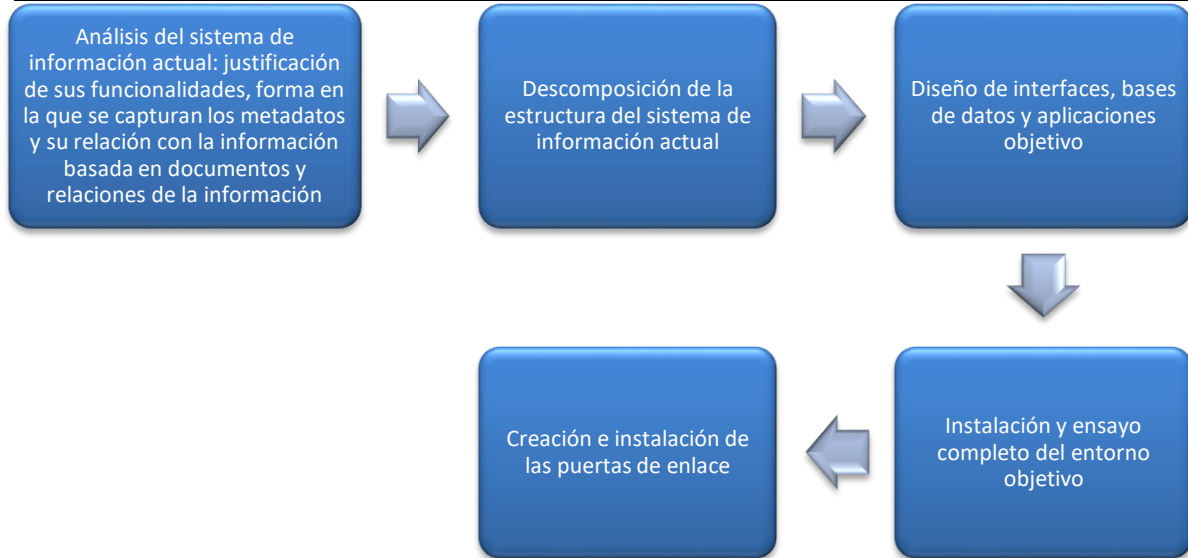 Análisis del sistema de
información actual: justificación
de sus funcionalidades, forma en
la que se capturan los metadatos
y su relación con la información
basada en documentos y
relaciones de la información
Descomposición de la
estructura del sistema de
información actual
Diseño de interfaces, bases
de datos y aplicaciones
objetivo
Instalación y ensayo
completo del entorno
objetivo
Creación e instalación de
las puertas de enlace